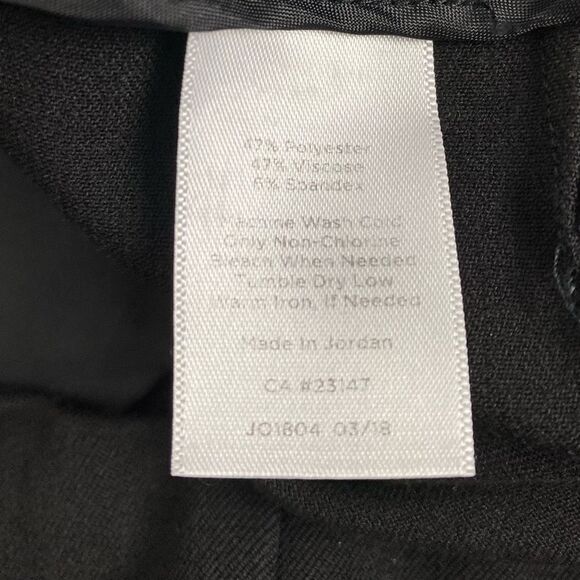 47% Polyester
47% Viscose
6% Spandex
Machine Wash Cold
Only Non-Chlorine
Bleach When Needed
Tumble Dry Low
Warm Iron, If Needed
Made In Jordan
CA #23147
JO1804 03/18